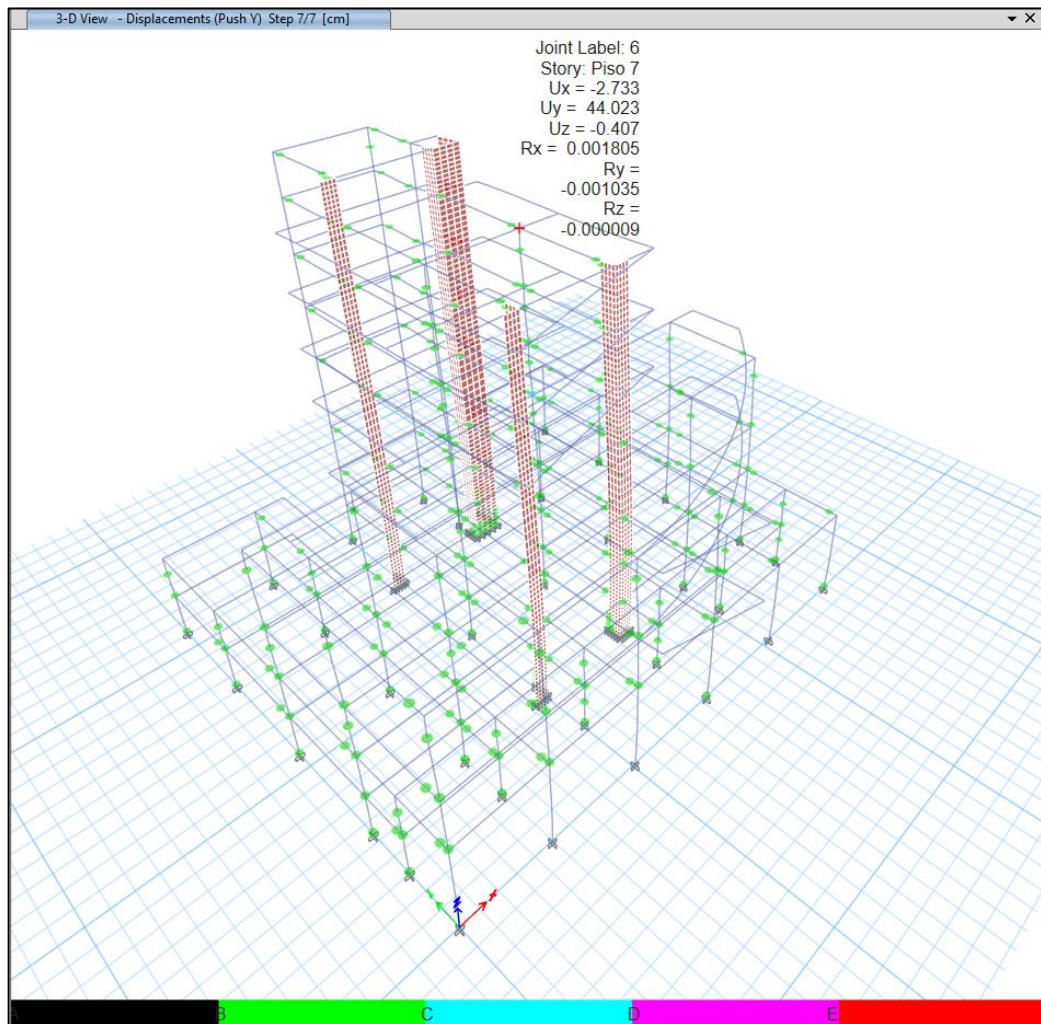 3-D View - Displacements (Push Y) Step 7/7 [cm]
Joint Label: 6
Story: Piso 7
Ux = -2.733
Uy = 44.023
Uz = -0.407
Rx = 0.001805
Ry =
-0.001035
Rz =
-0.000009
A B C D E